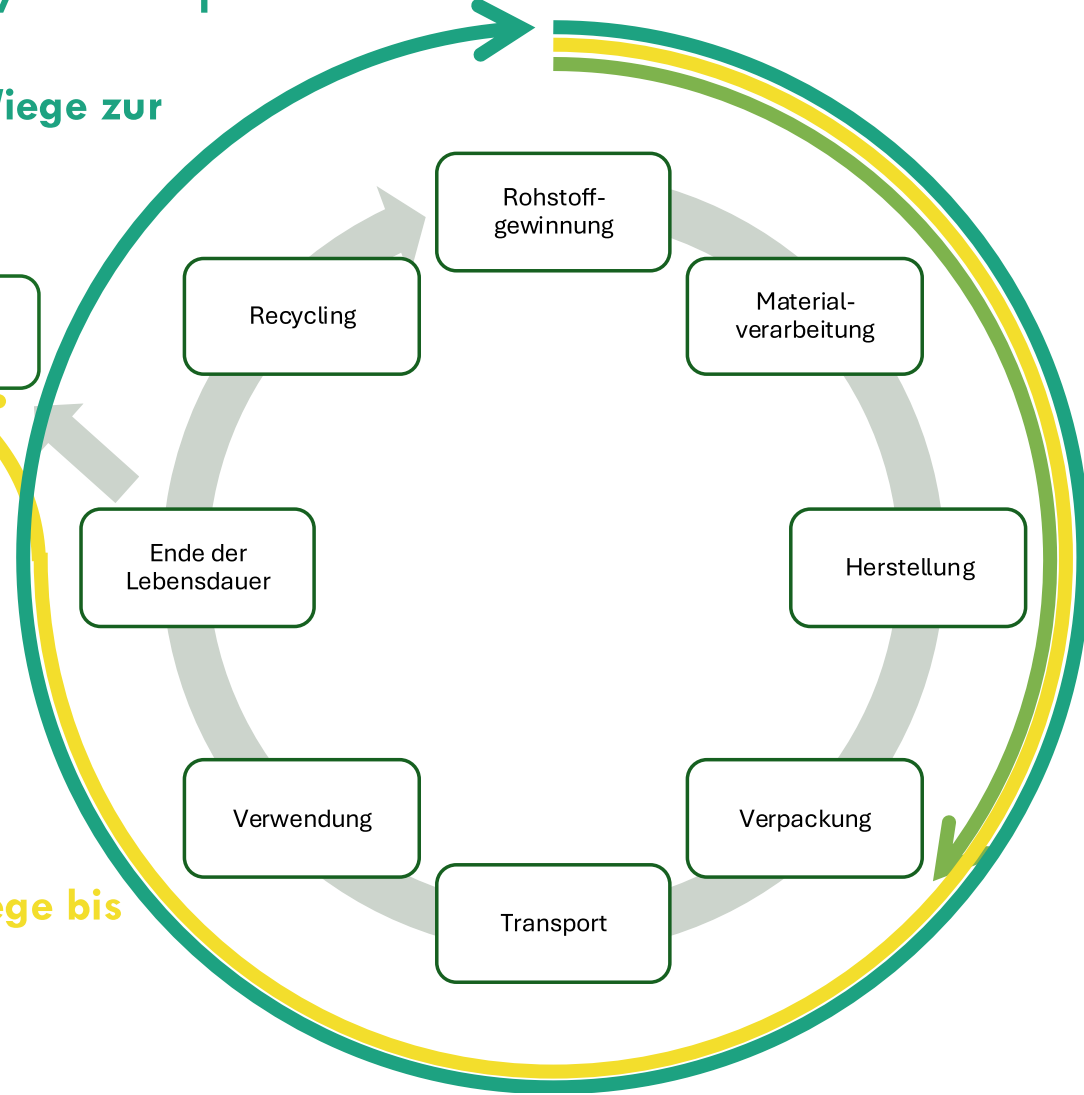 iege zur
Rohstoff-
gewinnung
Material-
verarbeitung
Herstellung
Verpackung
Transport
Verwendung
Ende der
Lebensdauer
Recycling
ege bis